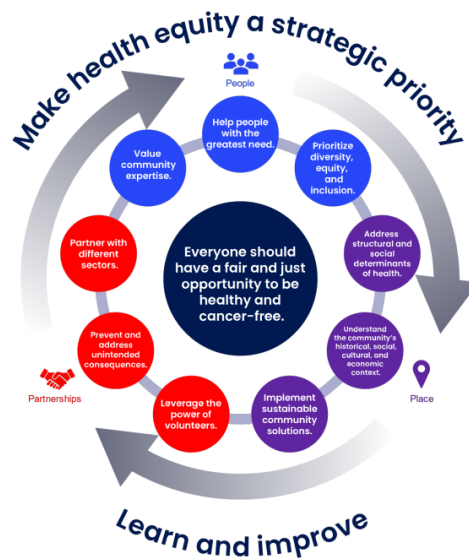 Make health equity a strategic priority
People
Help people
with the
greatest need.
Prioritize
diversity,
equity,
and
inclusion.
Address
structural and
social
determinants
of health.
Understand the
community's
historical, social,
cultural, and
economic
context.
Place
Implement
sustainable
community
solutions.
Leverage the
power of
volunteers.
Prevent and
address
unintended
consequences.
Partnerships
Partner with
different
sectors.
Value
community
expertise.
Everyone should
have a fair and just
opportunity to be
healthy and
cancer-free.
Learn and improve